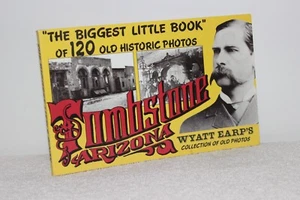 "THE BIGGEST LITTLE BOOK"
OF 120 OLD HISTORIC PHOTOS
Tombstone
ARIZONA
WYATT EARP'S
COLLECTION OF OLD PHOTOS